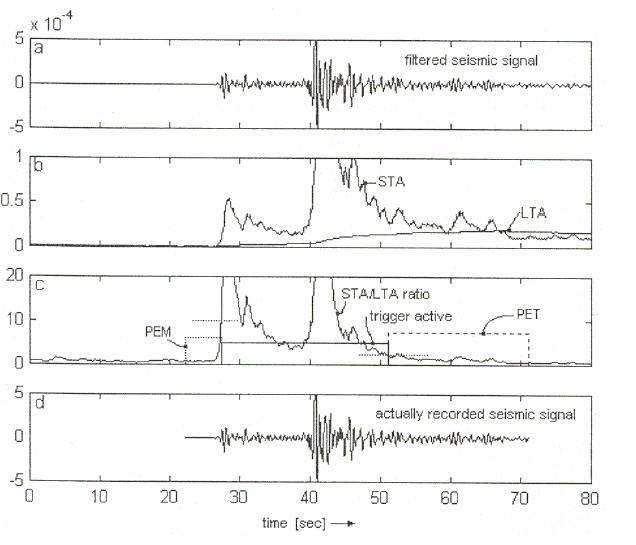 x 10⁻⁴
5
0
-5
a
filtered seismic signal
1
0.5
0
b
STA
LTA
20
10
0
c
STA/LTA ratio
trigger active
PEM
PET
5
0
-5
d
actually recorded seismic signal
0 10 20 30 40 50 60 70 80
time [sec]